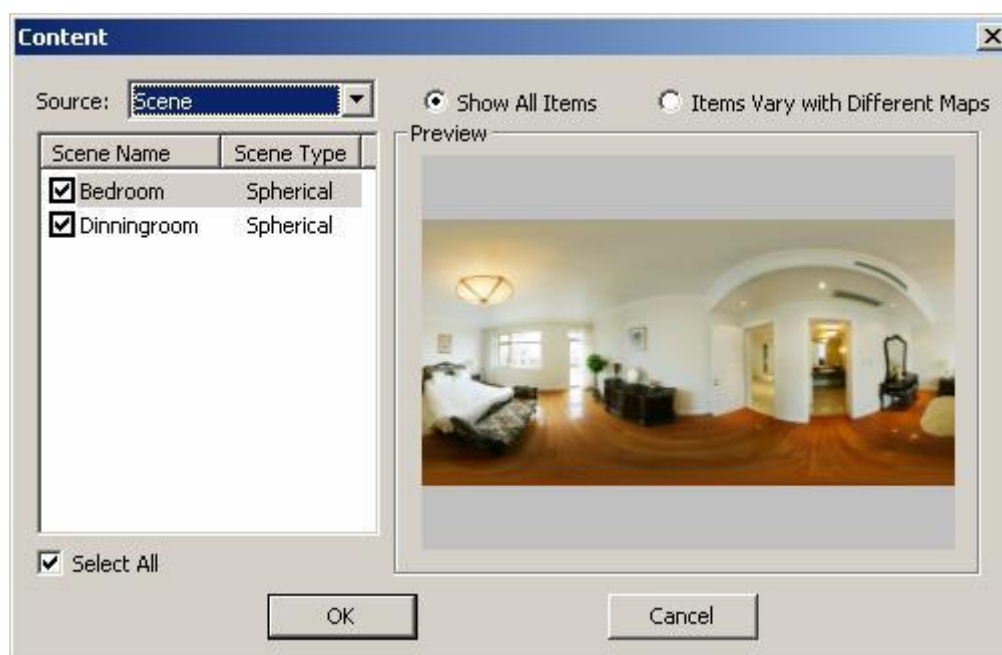 Content
Source: Scene
Show All Items
Items Vary with Different Maps
Preview
Scene Name Scene Type
Bedroom Spherical
Dinningroom Spherical
Select All
OK
Cancel